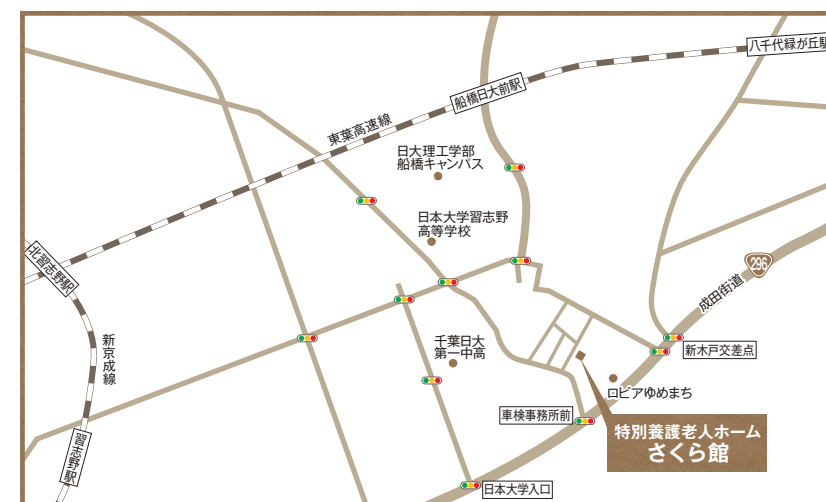 八千代緑が丘駅
船橋日大前駅
東葉高速線
日大理工学部
船橋キャンパス
日本大学習志野
高等学校
北習志野駅
296
成田街道
新京成線
千葉日大
第一中高
新木戸交差点
ロピアゆめまち
車検事務所前
特別養護老人ホーム
さくら館
習志野駅
日本大学入口